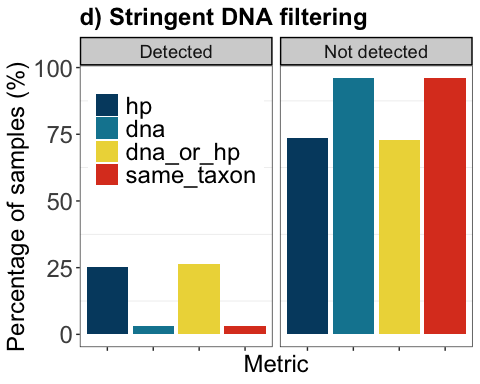 d) Stringent DNA filtering
Detected
Not detected
Percentage of samples (%)
100
75
50
25
0
hp
dna
dna_or_hp
same_taxon
Metric